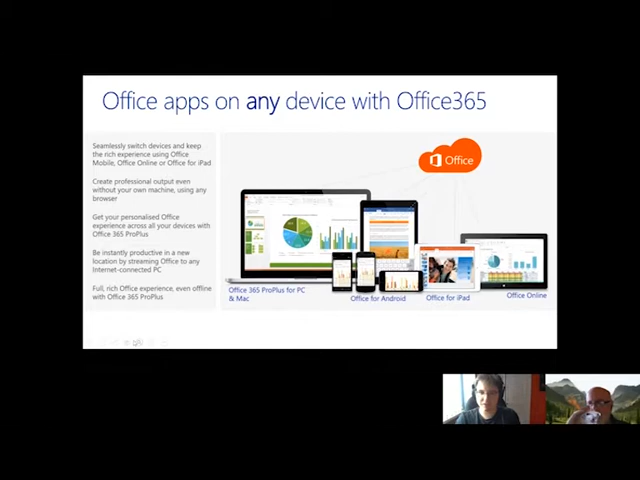 Office apps on any device with Office365
Seamlessly switch devices and keep
the rich experience using Office
Mobile, Office Online or Office for iPad
Create professional output even
without your own machine, using any
browser
Get your personalised Office
experience across all your devices with
Office 365 ProPlus
Be instantly productive in a new
location by streaming Office to any
Internet-connected PC
Full, rich Office experience, even offline
with Office 365 ProPlus
Office
Office 365 ProPlus for PC
& Mac
Office for Android
Office for iPad
Office Online